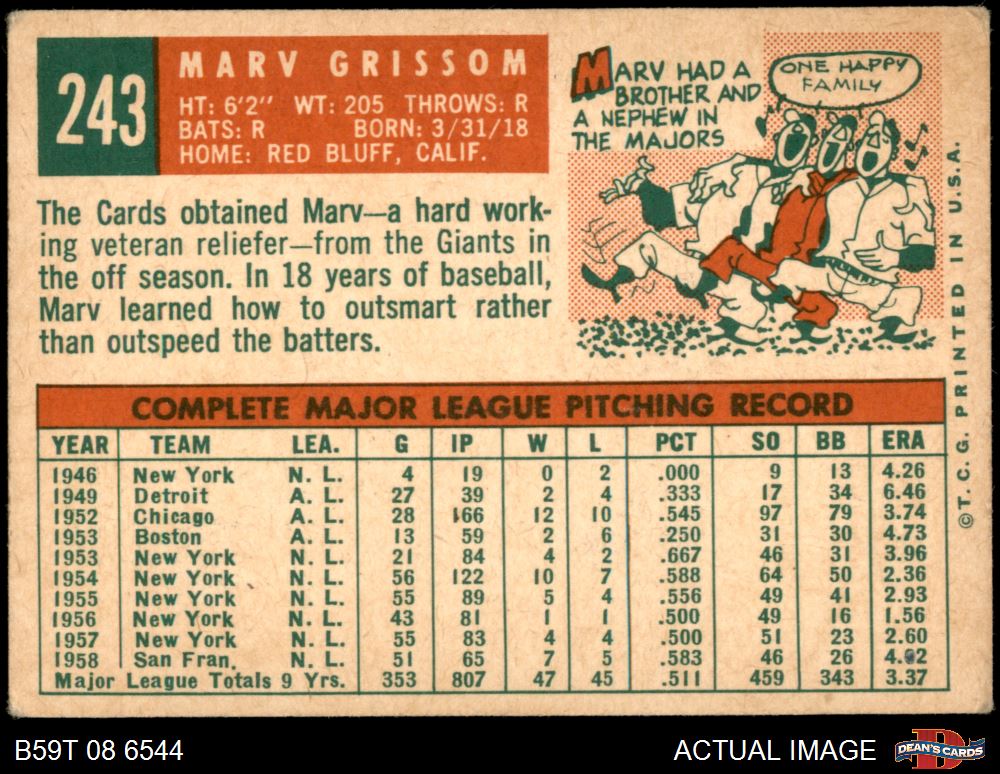 243
MARV GRISSOM
HT: 6'2" WT: 205 THROWS: R
BATS: R BORN: 3/31/18
HOME: RED BLUFF, CALIF.
The Cards obtained Marv—a hard work-
ing veteran reliefer—from the Giants in
the off season. In 18 years of baseball,
Marv learned how to outsmart rather
than outspeed the batters.
MARV HAD A
BROTHER AND
A NEPHEW IN
THE MAJORS
ONE HAPPY
FAMILY
COMPLETE MAJOR LEAGUE PITCHING RECORD
YEAR TEAM LEA. G IP W L PCT SO BB ERA
1946 New York N. L. 4 19 0 2 .000 9 13 4.26
1949 Detroit A. L. 27 39 2 4 .333 17 34 6.46
1952 Chicago A. L. 28 166 12 10 .545 97 79 3.74
1953 Boston A. L. 13 59 2 6 .250 31 30 4.73
1953 New York N. L. 21 84 4 2 .667 46 31 3.96
1954 New York N. L. 56 122 10 7 .588 64 50 2.36
1955 New York N. L. 55 89 5 4 .556 49 41 2.93
1956 New York N. L. 43 81 1 1 .500 49 16 1.56
1957 New York N. L. 55 83 4 4 .500 51 23 2.60
1958 San Fran. N. L. 51 65 7 5 .583 46 26
Major League Totals 9 Yrs. 353 807 47 45 .511 459 343 3.37
©T. C. G. PRINTED IN U.S.A.
B59T 08 6544
ACTUAL IMAGE
D
DEAN'S CARDS